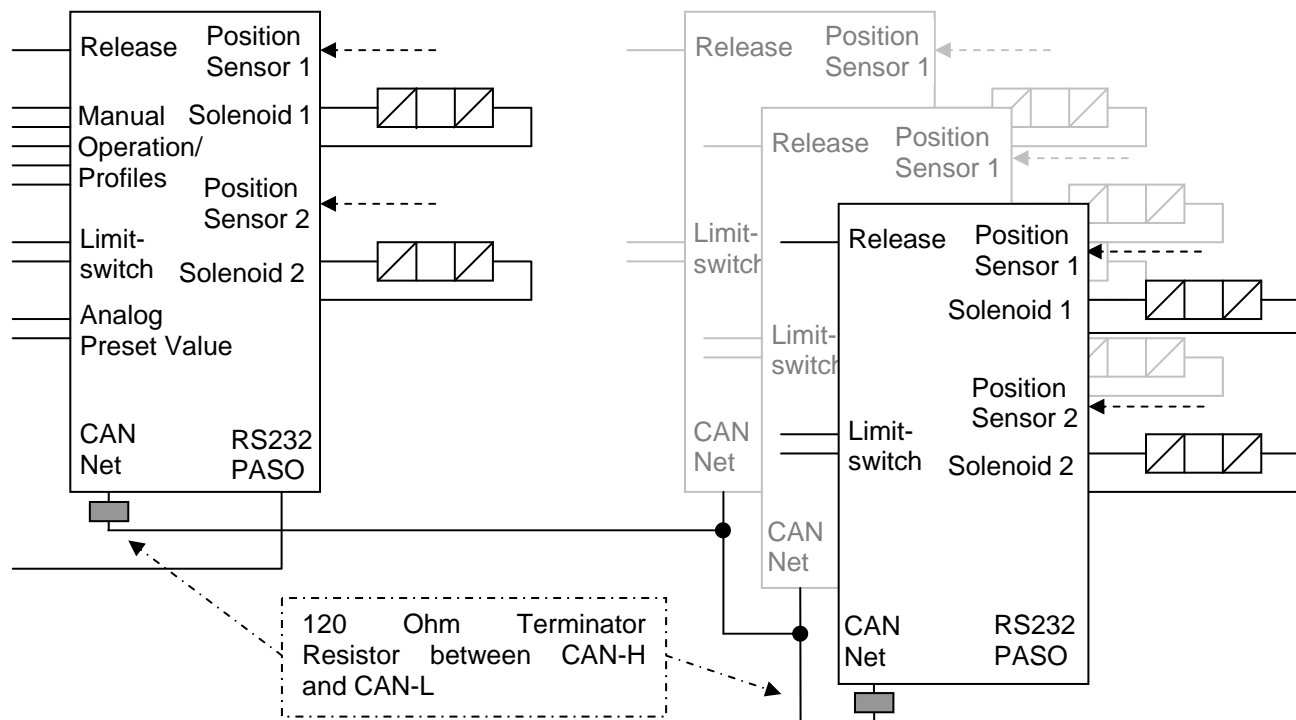 Release
Position
Sensor 1
Manual
Operation/
Profiles
Solenoid 1
Position
Sensor 2
Limit-
switch
Solenoid 2
Analog
Preset Value
CAN
Net
RS232
PASO
Release
Position
Sensor 1
Limit-
switch
CAN
Net
Release
Position
Sensor 1
Limit-
switch
CAN
Net
Release
Position
Sensor 1
Solenoid 1
Position
Sensor 2
Limit-
switch
Solenoid 2
CAN
Net
RS232
PASO
120 Ohm Terminator
Resistor between CAN-H
and CAN-L